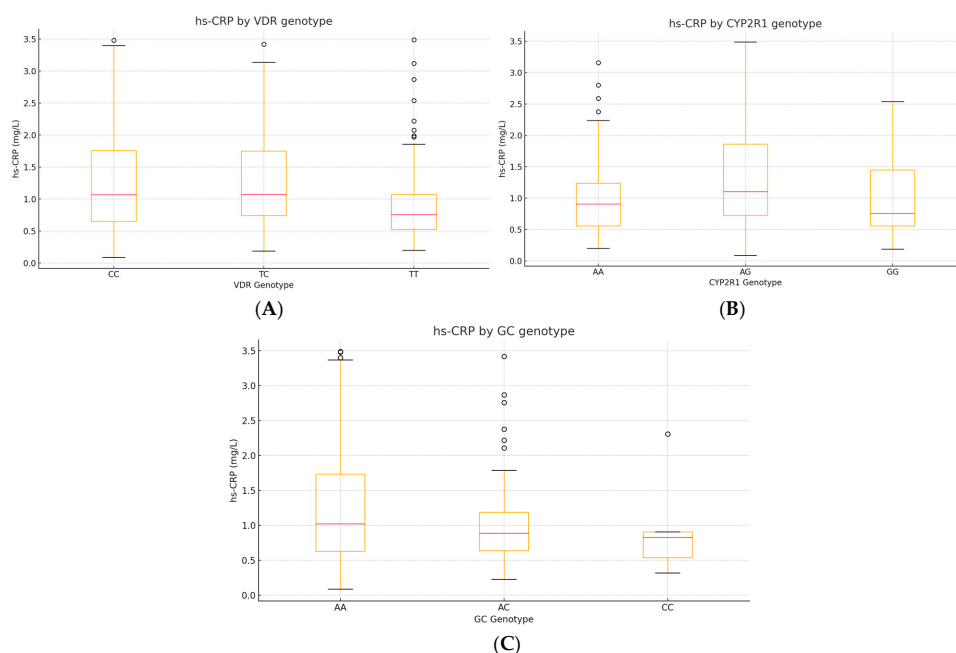 hs-CRP by VDR genotype
3.5
3.0
2.5
2.0
1.5
1.0
0.5
0.0
hs-CRP (mg/L)
CC TC TT
VDR Genotype
(A)
hs-CRP by CYP2R1 genotype
3.5
3.0
2.5
2.0
1.5
1.0
0.5
0.0
hs-CRP (mg/L)
AA AG GG
CYP2R1 Genotype
(B)
hs-CRP by GC genotype
3.5
3.0
2.5
2.0
1.5
1.0
0.5
0.0
hs-CRP (mg/L)
AA AC CC
GC Genotype
(C)